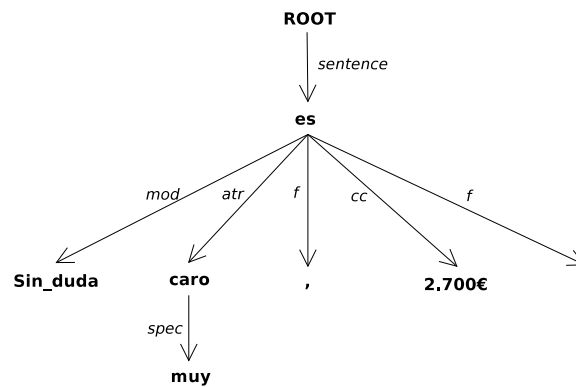 ROOT
sentence
es
mod atr f cc f
Sin_duda caro , 2.700€
spec
muy